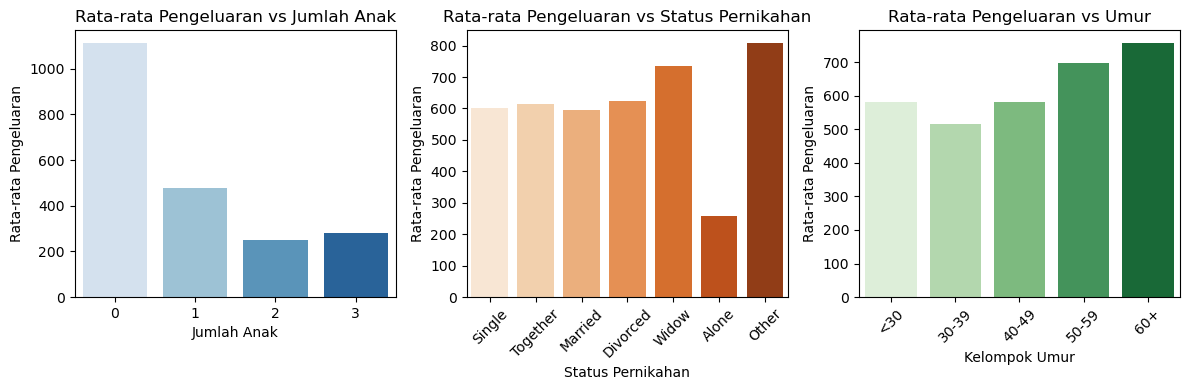 Rata-rata Pengeluaran vs Jumlah Anak
Rata-rata Pengeluaran
1000
800
600
400
200
0
0 1 2 3
Jumlah Anak
Rata-rata Pengeluaran vs Status Pernikahan
Rata-rata Pengeluaran
800
700
600
500
400
300
200
100
0
Single Together Married Divorced Widow Alone Other
Status Pernikahan
Rata-rata Pengeluaran vs Umur
Rata-rata Pengeluaran
700
600
500
400
300
200
100
0
<30 30-39 40-49 50-59 60+
Kelompok Umur